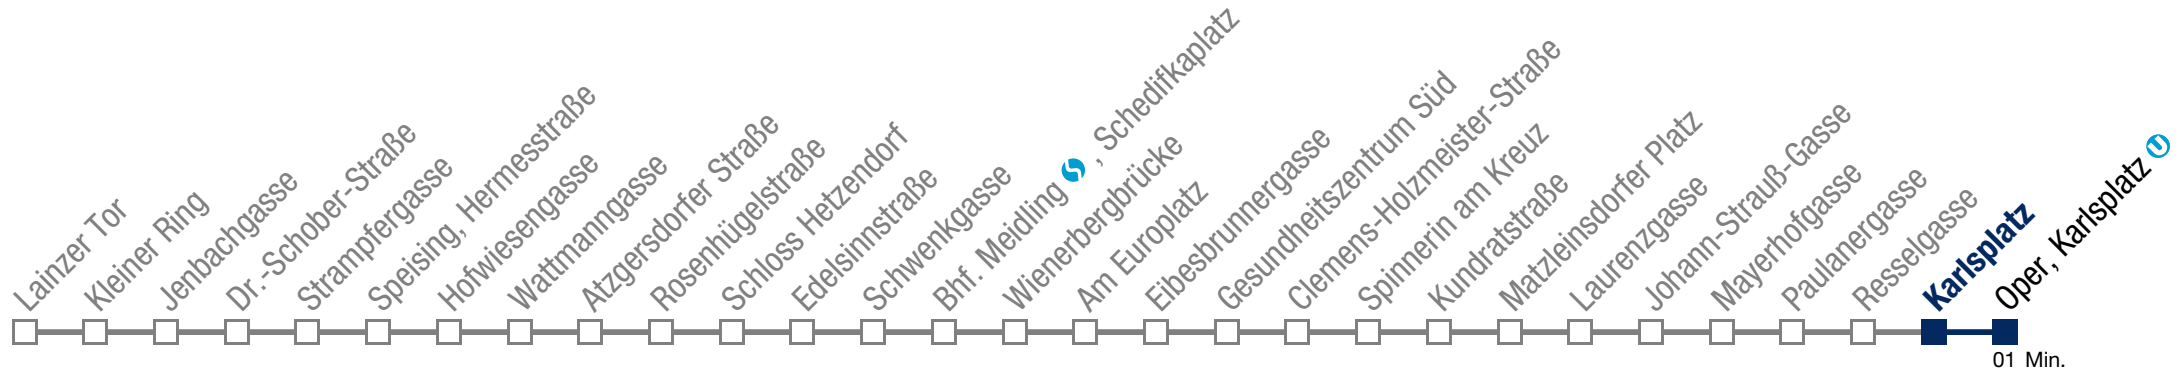 Lainzer Tor
Kleiner Ring
Jenbachgasse
Dr.-Schober-Straße
Strampfergasse
Speising, Hermesstraße
Hofwiesengasse
Wattmanngasse
Atzgersdorfer Straße
Rosenhügelstraße
Schloss Hetzendorf
Edelsinnstraße
Schwenkgasse
Bhf. Meidling S, Schedifkaplatz
Wienerbergbrücke
Am Europlatz
Eibesbrunnergasse
Gesundheitszentrum Süd
Clemens-Holzmeister-Straße
Spinnerin am Kreuz
Kundratstraße
Matzleinsdorfer Platz
Laurenzgasse
Johann-Strauß-Gasse
Mayerhofgasse
Paulanergasse
Resselgasse
Karlsplatz
Oper, Karlsplatz U
01 Min.